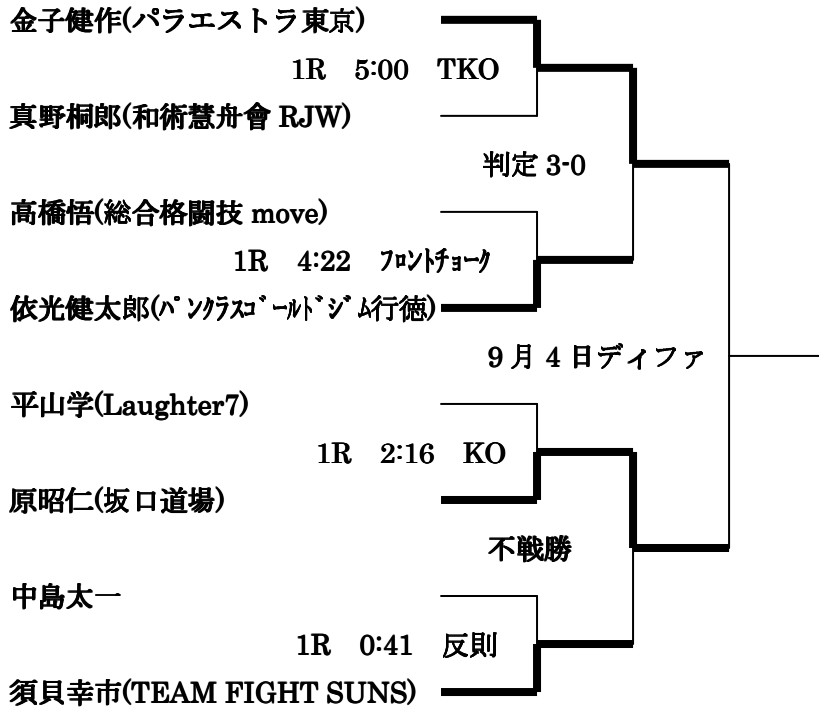 金子健作(パラエストラ東京)
1R 5:00 TKO
真野桐郎(和術慧舟會 RJW)
判定 3-0
高橋悟(総合格闘技 move)
1R 4:22 ﾌﾛﾝﾄﾁｮｰｸ
依光健太郎(ﾊﾟﾝｸﾗｽｺﾞｰﾙﾄﾞｼﾞﾑ行徳)
9月4日ディファ
平山学(Laughter7)
1R 2:16 KO
原昭仁(坂口道場)
不戦勝
中島太一
1R 0:41 反則
須貝幸市(TEAM FIGHT SUNS)